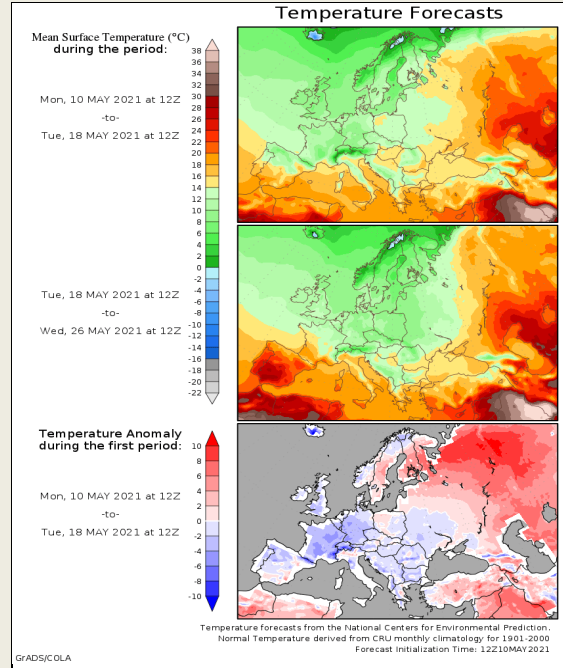 Temperature Forecasts
Mean Surface Temperature (°C)
during the period:
Mon, 10 MAY 2021 at 12Z
-to-
Tue, 18 MAY 2021 at 12Z
38
36
34
32
30
28
26
24
22
20
18
16
14
12
10
8
6
4
2
0
-2
-4
-6
-8
-10
-12
-14
-16
-18
-20
-22
Tue, 18 MAY 2021 at 12Z
-to-
Wed, 26 MAY 2021 at 12Z
Temperature Anomaly
during the first period:
Mon, 10 MAY 2021 at 12Z
-to-
Tue, 18 MAY 2021 at 12Z
10
8
6
4
2
0
-2
-4
-6
-8
-10
Temperature forecasts from the National Centers for Environmental Prediction.
Normal Temperature derived from CRU monthly climatology for 1901-2000
Forecast Initialization Time: 12Z10MAY2021
GrADS/COLA